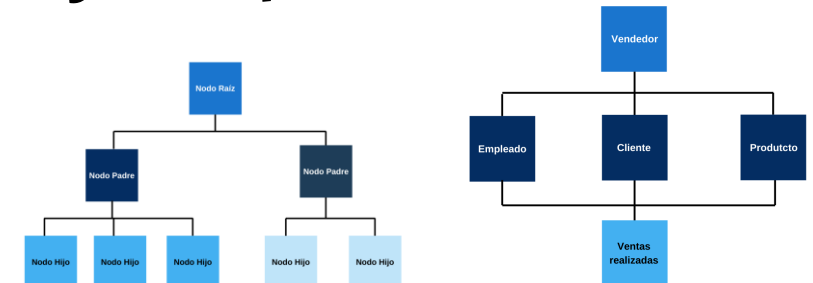 Nodo Raíz
Nodo Padre
Nodo Padre
Nodo Hijo
Nodo Hijo
Nodo Hijo
Nodo Hijo
Nodo Hijo
Vendedor
Empleado
Cliente
Produtcto
Ventas
realizadas